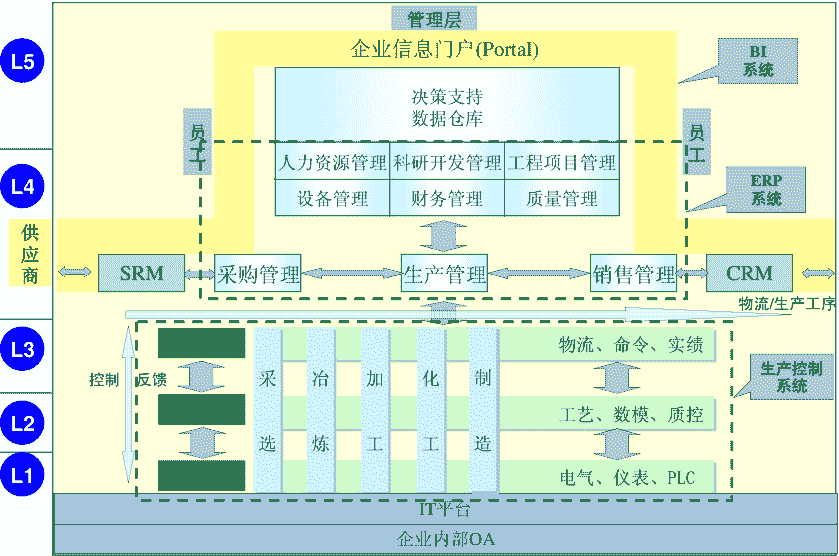 管理层
L5
企业信息门户(Portal)
BI
系统
决策支持
数据仓库
员工
员工
L4
人力资源管理
科研开发管理
工程项目管理
设备管理
财务管理
质量管理
ERP
系统
供应商
SRM
采购管理
生产管理
销售管理
CRM
物流/生产工序
L3
物流、命令、实绩
控制
反馈
采选
冶炼
加工
化工
制造
生产控制
系统
L2
工艺、数模、质控
L1
电气、仪表、PLC
IT平台
企业内部OA